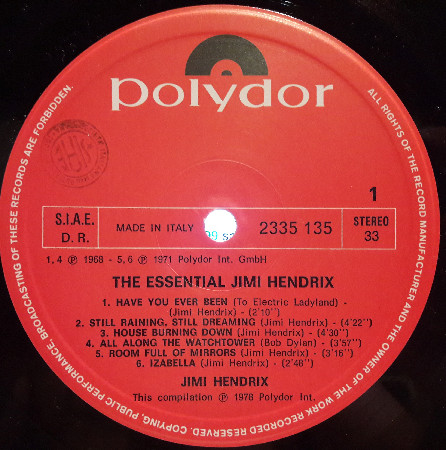 polydor
1
S.I.A.E.
D. R.
MADE IN ITALY
2335 135
STEREO
33
1, 4 ℗ 1968 - 5, 6 ℗ 1971 Polydor Int. GmbH
THE ESSENTIAL JIMI HENDRIX
1. HAVE YOU EVER BEEN (To Electric Ladyland) -
(Jimi Hendrix) - (2'10'')
2. STILL RAINING, STILL DREAMING (Jimi Hendrix) - (4'22'')
3. HOUSE BURNING DOWN (Jimi Hendrix) - (4'30'')
4. ALL ALONG THE WATCHTOWER (Bob Dylan) - (3'57'')
5. ROOM FULL OF MIRRORS (Jimi Hendrix) - (3'16'')
6. IZABELLA (Jimi Hendrix) - (2'48'')
JIMI HENDRIX
This compilation ℗ 1978 Polydor Int.
ALL RIGHTS OF THE RECORD MANUFACTURER AND THE OWNER OF THE WORK RECORDED RESERVED. COPYING, PUBLIC PERFORMANCE, BROADCASTING OF THESE RECORDS ARE FORBIDDEN.